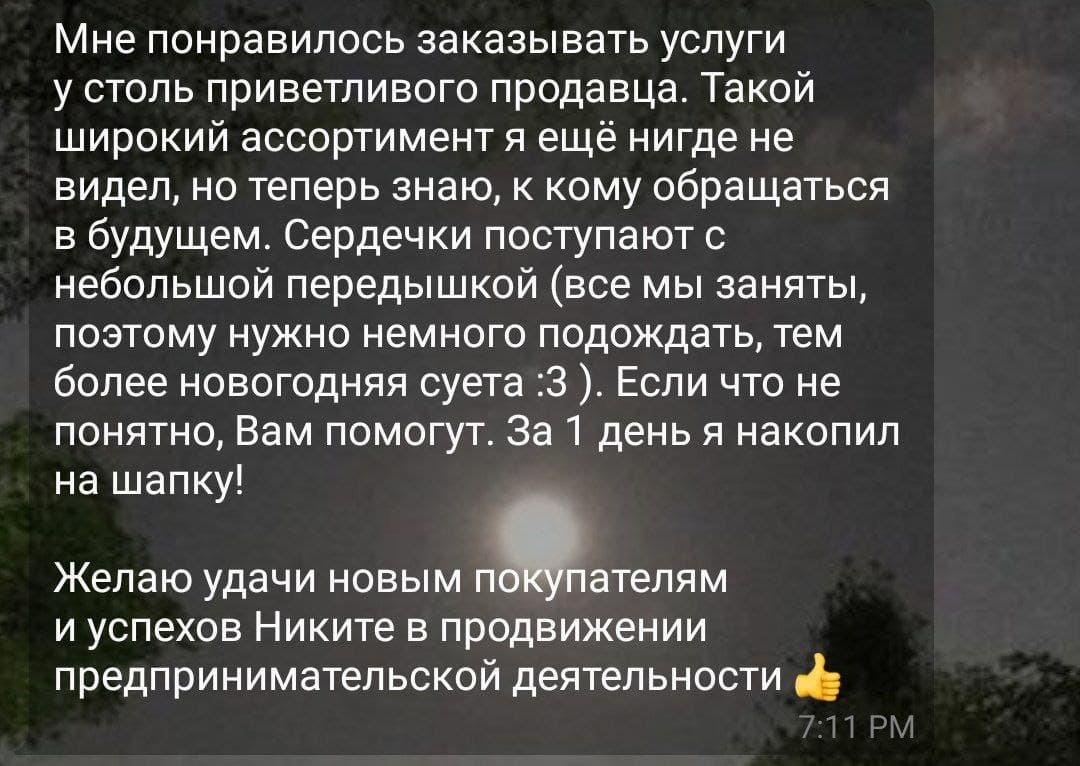 Мне понравилось заказывать услуги
у столь приветливого продавца. Такой
широкий ассортимент я ещё нигде не
видел, но теперь знаю, к кому обращаться
в будущем. Сердечки поступают с
небольшой передышкой (все мы заняты,
поэтому нужно немного подождать, тем
более новогодняя суета :3 ). Если что не
понятно, Вам помогут. За 1 день я накопил
на шапку!
Желаю удачи новым покупателям
и успехов Никите в продвижении
предпринимательской деятельности 👍
7:11 PM